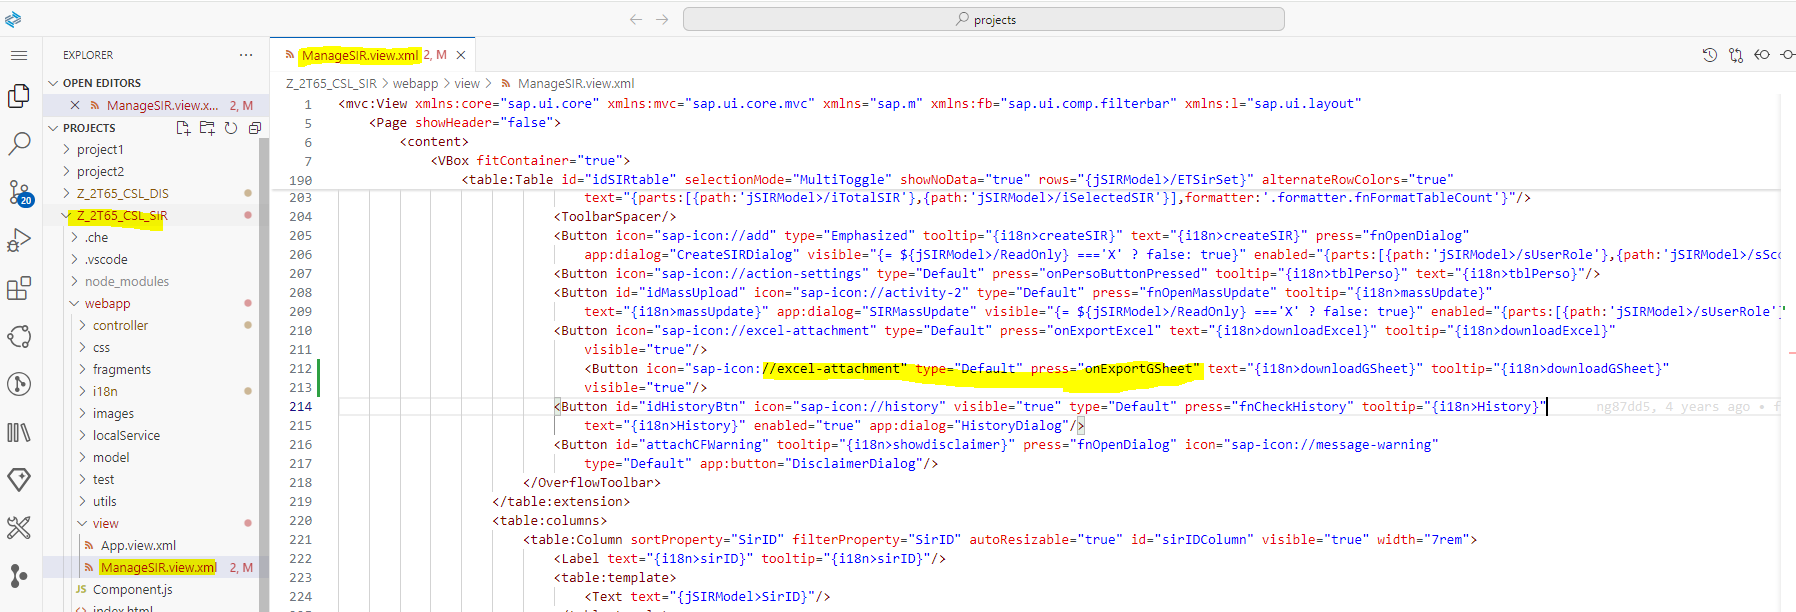 projects
EXPLORER
ManageSIR.view.xml 2, M
OPEN EDITORS
Z_2T65_CSL_SIR > webapp > view > ManageSIR.view.xml
ManageSIR.view.x... 2, M
PROJECTS
project1
project2
Z_2T65_CSL_DIS
Z_2T65_CSL_SIR
.che
.vscode
node_modules
webapp
controller
css
fragments
i18n
images
localService
model
test
utils
view
App.view.xml
ManageSIR.view.xml 2, M
JS Component.js
index.html
20
1 <mvc:View xmlns:core="sap.ui.core" xmlns:mvc="sap.ui.core.mvc" xmlns="sap.m" xmlns:fb="sap.ui.comp.filterbar" xmlns:l="sap.ui.layout"
5 <Page showHeader="false">
6 <content>
7 <VBox fitContainer="true">
190 <table:Table id="idSIRtable" selectionMode="MultiToggle" showNoData="true" rows="{jSIRModel>/ETSirSet}" alternateRowColors="true"
203 text="{parts:[{path:'jSIRModel>/iTotalSIR'},{path:'jSIRModel>/iSelectedSIR'}],formatter:'.formatter.fnFormatTableCount'}"/>
204 <ToolbarSpacer/>
205 <Button icon="sap-icon://add" type="Emphasized" tooltip="{i18n>createSIR}" text="{i18n>createSIR}" press="fnOpenDialog"
206 app:dialog="CreateSIRDialog" visible="{= ${jSIRModel>/ReadOnly} ==='X' ? false: true}" enabled="{parts:[{path:'jSIRModel>/sUserRole'},{path:'jSIRModel>/sSco
207 <Button icon="sap-icon://action-settings" type="Default" press="onPersoButtonPressed" tooltip="{i18n>tblPerso}" text="{i18n>tblPerso}"/>
208 <Button id="idMassUpload" icon="sap-icon://activity-2" type="Default" press="fnOpenMassUpdate" tooltip="{i18n>massUpdate}"
209 text="{i18n>massUpdate}" app:dialog="SIRMassUpdate" visible="{= ${jSIRModel>/ReadOnly} ==='X' ? false: true}" enabled="{parts:[{path:'jSIRModel>/sUserRole'}
210 <Button icon="sap-icon://excel-attachment" type="Default" press="onExportExcel" text="{i18n>downloadExcel}" tooltip="{i18n>downloadExcel}"
211 visible="true"/>
212 <Button icon="sap-icon://excel-attachment" type="Default" press="onExportGSheet" text="{i18n>downloadGSheet}" tooltip="{i18n>downloadGSheet}"
213 visible="true"/>
214 <Button id="idHistoryBtn" icon="sap-icon://history" visible="true" type="Default" press="fnCheckHistory" tooltip="{i18n>History}" ng87dd5, 4 years ago • f
215 text="{i18n>History}" enabled="true" app:dialog="HistoryDialog"/>
216 <Button id="attachCFWarning" tooltip="{i18n>showdisclaimer}" press="fnOpenDialog" icon="sap-icon://message-warning"
217 type="Default" app:button="DisclaimerDialog"/>
218 </OverflowToolbar>
219 </table:extension>
220 <table:columns>
221 <table:Column sortProperty="SirID" filterProperty="SirID" autoResizable="true" id="sirIDColumn" visible="true" width="7rem">
222 <Label text="{i18n>sirID}" tooltip="{i18n>sirID}"/>
223 <table:template>
224 <Text text="{jSIRModel>SirID}"/>